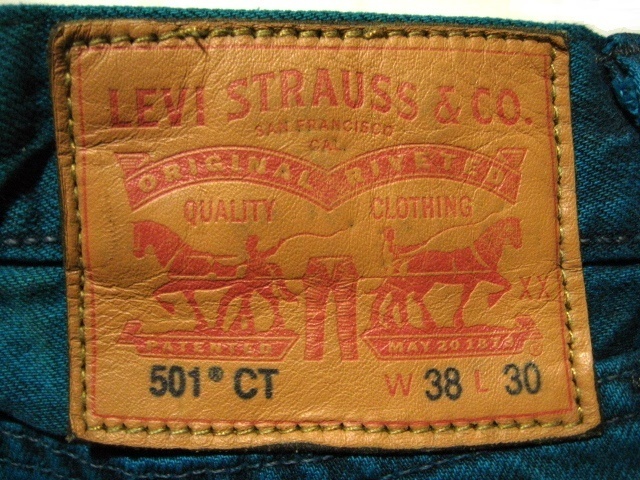 LEVI STRAUSS & CO.
SAN FRANCISCO
CAL.
ORIGINAL RIVETED
QUALITY CLOTHING
XX
PATENTED MAY 20 1873
501® CT W 38 L 30